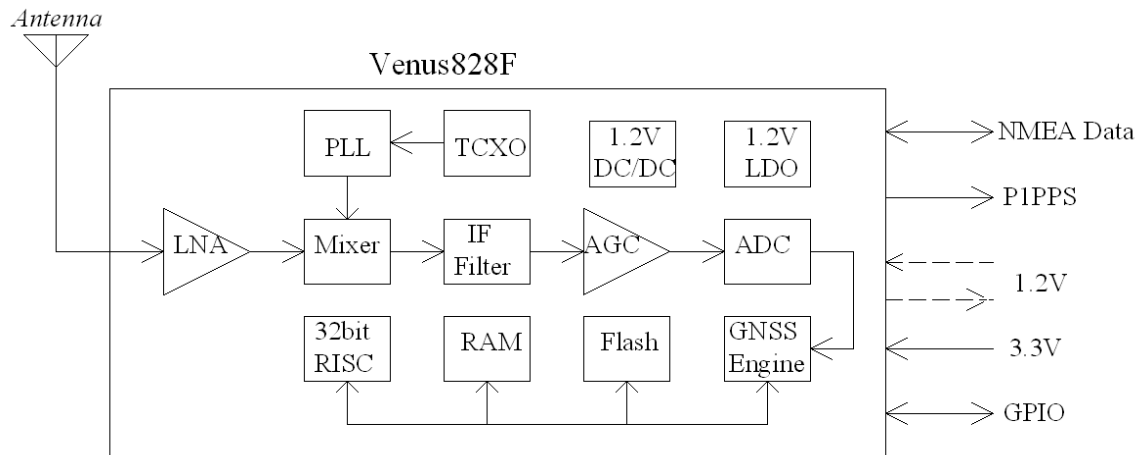 Antenna
Venus828F
PLL
TCXO
1.2V
DC/DC
1.2V
LDO
NMEA Data
P1PPS
LNA
Mixer
IF
Filter
AGC
ADC
1.2V
32bit
RISC
RAM
Flash
GNSS
Engine
3.3V
GPIO